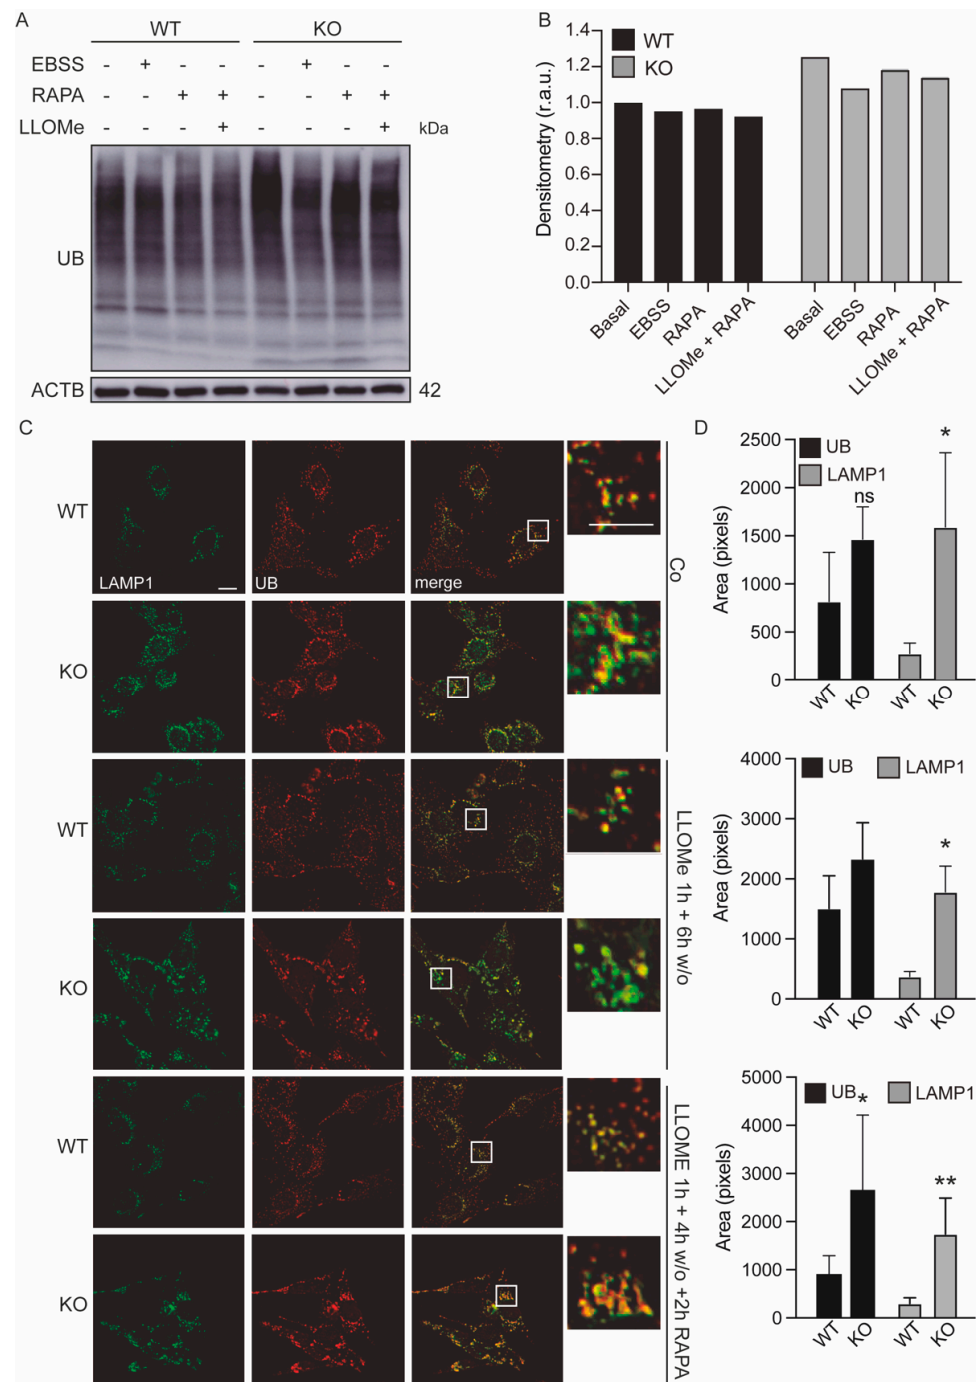 A
WT KO
EBSS - + - - - + - -
RAPA - - + + - - + +
LLOMe - - - + - - - + kDa
UB
ACTB 42
B
Densitometry (r.a.u.)
1.4
1.2
1.0
0.8
0.6
0.4
0.2
0.0
WT
KO
Basal EBSS RAPA LLOMe + RAPA Basal EBSS RAPA LLOMe + RAPA
C
WT
LAMP1 UB merge
KO
Co
WT
KO
LLOMe 1h + 6h w/o
WT
KO
LLOME 1h + 4h w/o +2h RAPA
D
Area (pixels)
2500
2000
1500
1000
500
0
UB
LAMP1
ns *
WT KO WT KO
Area (pixels)
4000
3000
2000
1000
0
UB LAMP1
*
WT KO WT KO
Area (pixels)
5000
4000
3000
2000
1000
0
UB LAMP1
* **
WT KO WT KO